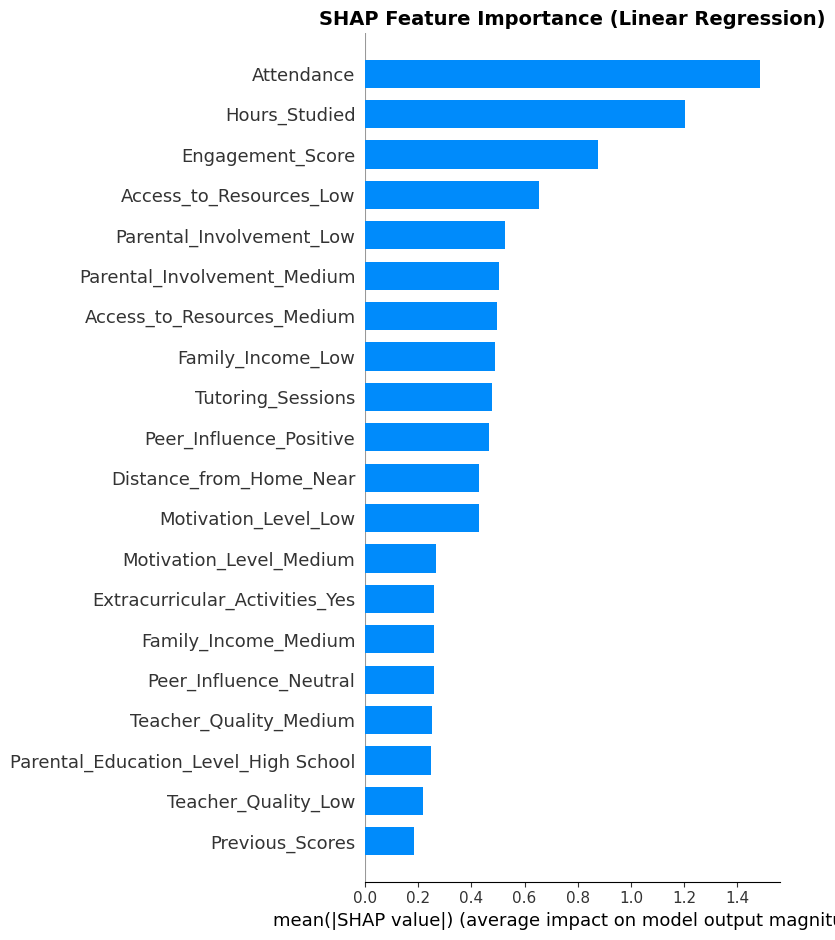 SHAP Feature Importance (Linear Regression)
Attendance
Hours_Studied
Engagement_Score
Access_to_Resources_Low
Parental_Involvement_Low
Parental_Involvement_Medium
Access_to_Resources_Medium
Family_Income_Low
Tutoring_Sessions
Peer_Influence_Positive
Distance_from_Home_Near
Motivation_Level_Low
Motivation_Level_Medium
Extracurricular_Activities_Yes
Family_Income_Medium
Peer_Influence_Neutral
Teacher_Quality_Medium
Parental_Education_Level_High School
Teacher_Quality_Low
Previous_Scores
0.0 0.2 0.4 0.6 0.8 1.0 1.2 1.4
mean(|SHAP value|) (average impact on model output magnitu